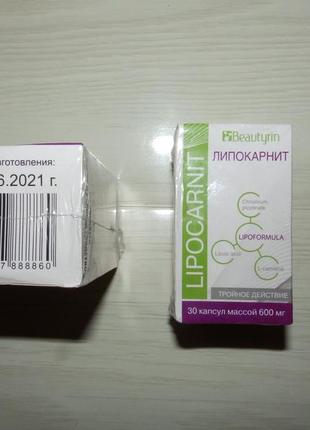 зготовления:
6.2021 г.
7 888860
LIPOCARNIT
Beautyrin
ЛИПОКАРНИТ
Chromium
picolinate
LIPOFORMULA
Lipoic acid
L-carnitine
ТРОЙНОЕ ДЕЙСТВИЕ
30 капсул массой 600 мг